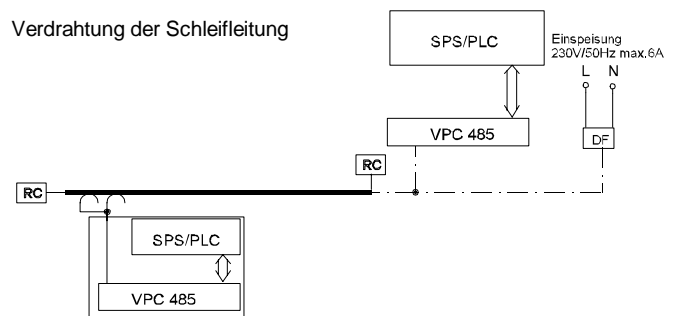 Verdrahtung der Schleifleitung
SPS/PLC
Einspeisung
230V/50Hz max.6A
L N
VPC 485
DF
RC
RC
SPS/PLC
VPC 485